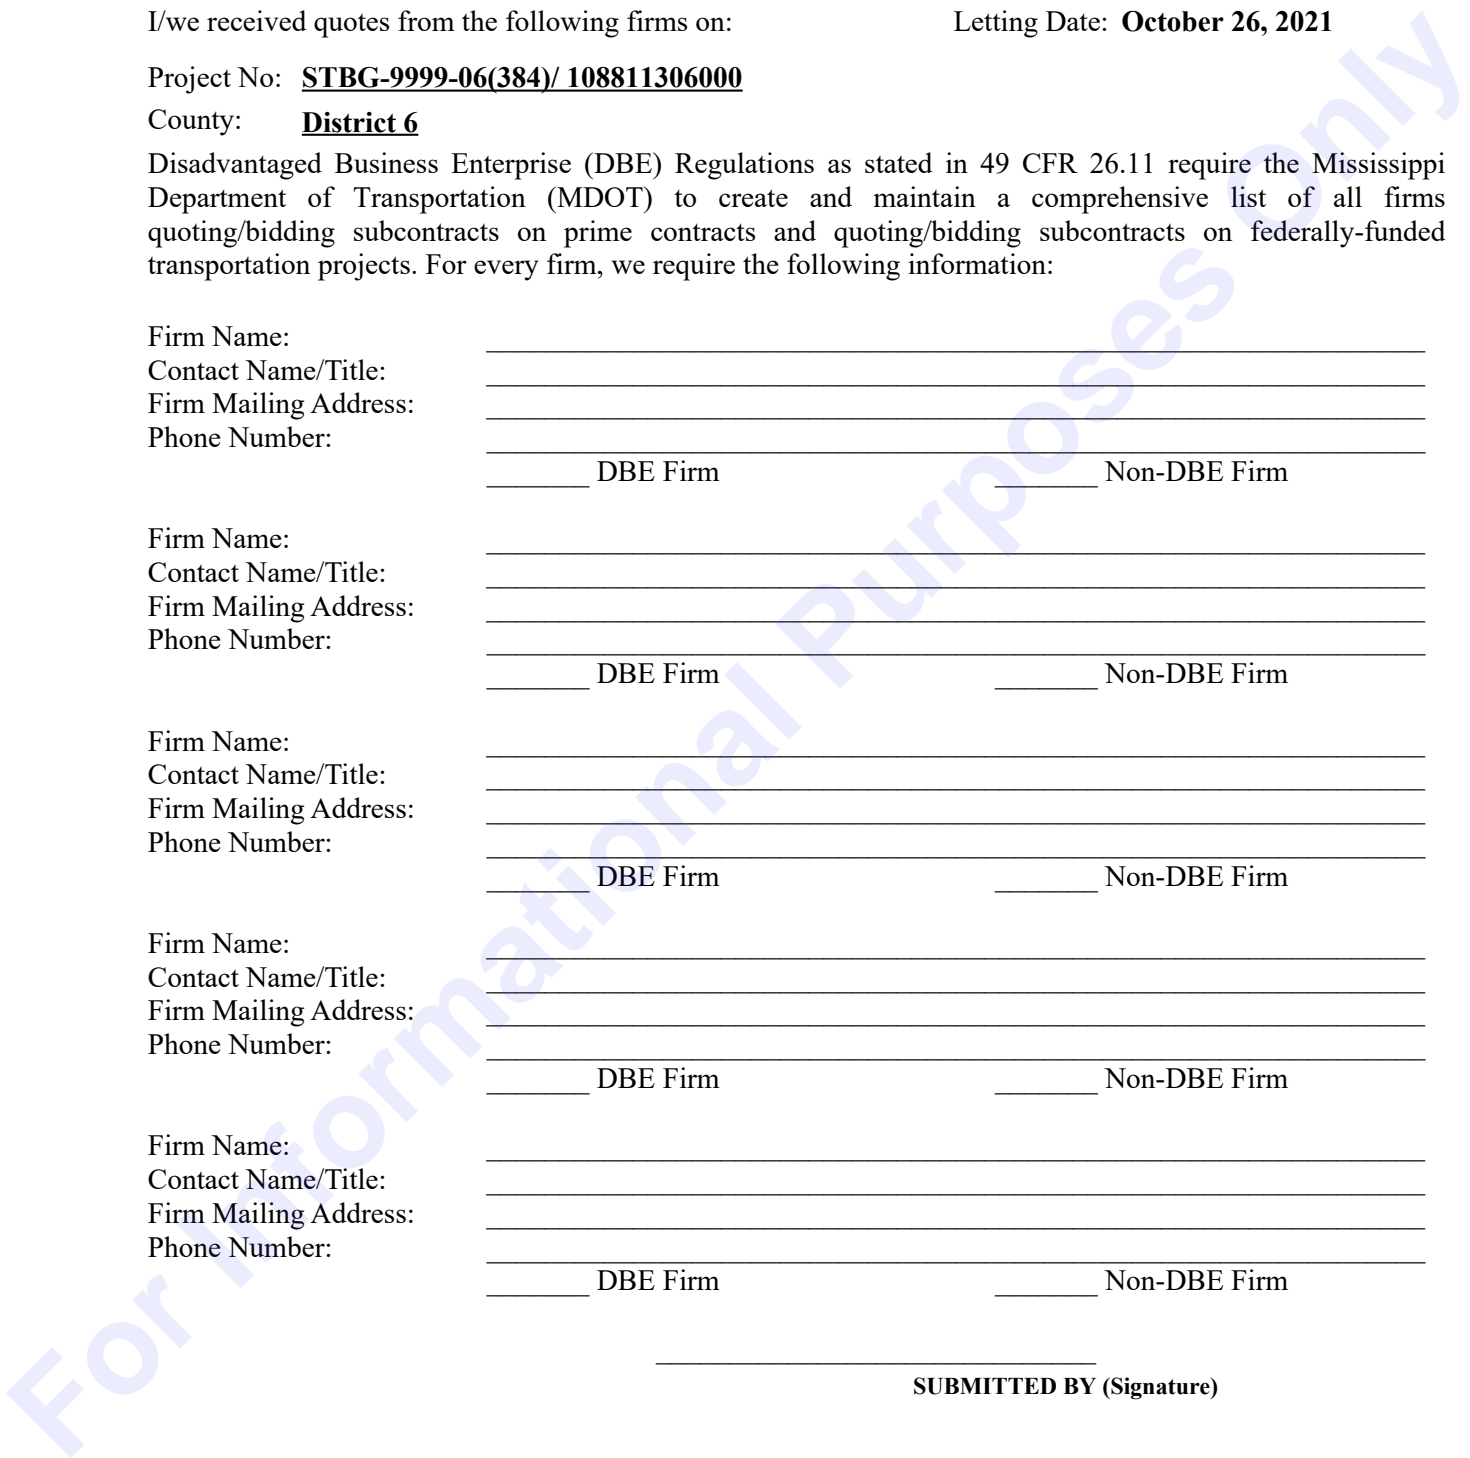 I/we received quotes from the following firms on: Letting Date: October 26, 2021
Project No: STBG-9999-06(384)/ 108811306000
County: District 6
Disadvantaged Business Enterprise (DBE) Regulations as stated in 49 CFR 26.11 require the Mississippi
Department of Transportation (MDOT) to create and maintain a comprehensive list of all firms
quoting/bidding subcontracts on prime contracts and quoting/bidding subcontracts on federally-funded
transportation projects. For every firm, we require the following information:
Firm Name:
Contact Name/Title:
Firm Mailing Address:
Phone Number:
DBE Firm Non-DBE Firm
Firm Name:
Contact Name/Title:
Firm Mailing Address:
Phone Number:
DBE Firm Non-DBE Firm
Firm Name:
Contact Name/Title:
Firm Mailing Address:
Phone Number:
DBE Firm Non-DBE Firm
Firm Name:
Contact Name/Title:
Firm Mailing Address:
Phone Number:
DBE Firm Non-DBE Firm
Firm Name:
Contact Name/Title:
Firm Mailing Address:
Phone Number:
DBE Firm Non-DBE Firm
SUBMITTED BY (Signature)
For Informational Purposes Only